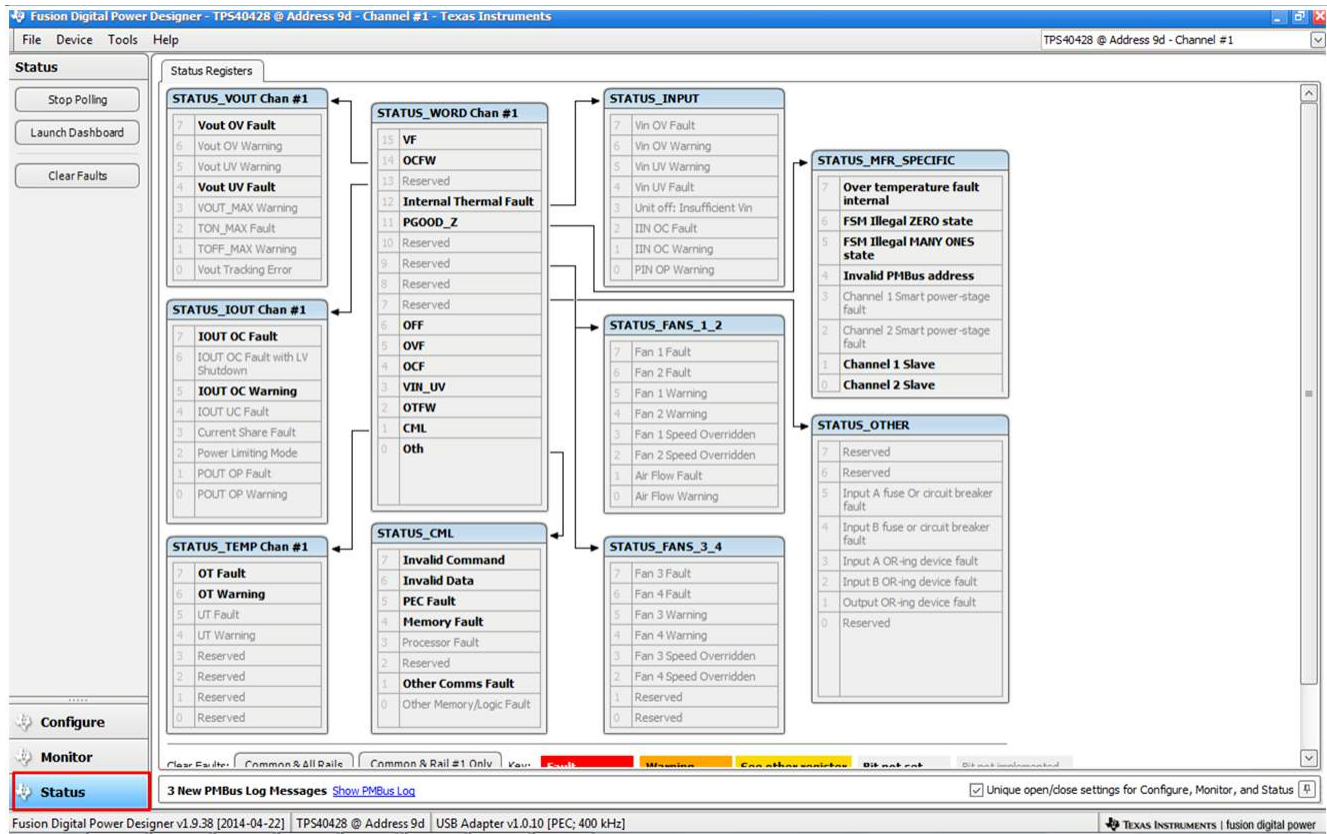 Fusion Digital Power Designer - TPS40428 @ Address 9d - Channel #1 - Texas Instruments
File Device Tools Help
TPS40428 @ Address 9d - Channel #1
Status
Stop Polling
Launch Dashboard
Clear Faults
Configure
Monitor
Status
Status Registers
STATUS_VOUT Chan #1
7 Vout OV Fault
6 Vout OV Warning
5 Vout UV Warning
4 Vout UV Fault
3 VOUT_MAX Warning
2 TON_MAX Fault
1 TOFF_MAX Warning
0 Vout Tracking Error
STATUS_IOUT Chan #1
7 IOUT OC Fault
6 IOUT OC Fault with LV
Shutdown
5 IOUT OC Warning
4 IOUT UC Fault
3 Current Share Fault
2 Power Limiting Mode
1 POUT OP Fault
0 POUT OP Warning
STATUS_TEMP Chan #1
7 OT Fault
6 OT Warning
5 UT Fault
4 UT Warning
3 Reserved
2 Reserved
1 Reserved
0 Reserved
STATUS_WORD Chan #1
15 VF
14 OCFW
13 Reserved
12 Internal Thermal Fault
11 PGOOD_Z
10 Reserved
9 Reserved
8 Reserved
7 Reserved
6 OFF
5 OVF
4 OCF
3 VIN_UV
2 OTFW
1 CML
0 Oth
STATUS_CML
7 Invalid Command
6 Invalid Data
5 PEC Fault
4 Memory Fault
3 Processor Fault
2 Reserved
1 Other Comms Fault
0 Other Memory/Logic Fault
STATUS_INPUT
7 Vin OV Fault
6 Vin OV Warning
5 Vin UV Warning
4 Vin UV Fault
3 Unit off: Insufficient Vin
2 IIN OC Fault
1 IIN OC Warning
0 PIN OP Warning
STATUS_FANS_1_2
7 Fan 1 Fault
6 Fan 2 Fault
5 Fan 1 Warning
4 Fan 2 Warning
3 Fan 1 Speed Overridden
2 Fan 2 Speed Overridden
1 Air Flow Fault
0 Air Flow Warning
STATUS_FANS_3_4
7 Fan 3 Fault
6 Fan 4 Fault
5 Fan 3 Warning
4 Fan 4 Warning
3 Fan 3 Speed Overridden
2 Fan 4 Speed Overridden
1 Reserved
0 Reserved
STATUS_MFR_SPECIFIC
7 Over temperature fault
internal
6 FSM Illegal ZERO state
5 FSM Illegal MANY ONES
state
4 Invalid PMBus address
3 Channel 1 Smart power-stage
fault
2 Channel 2 Smart power-stage
fault
1 Channel 1 Slave
0 Channel 2 Slave
STATUS_OTHER
7 Reserved
6 Reserved
5 Input A fuse Or circuit breaker
fault
4 Input B fuse or circuit breaker
fault
3 Input A OR-ing device fault
2 Input B OR-ing device fault
1 Output OR-ing device fault
0 Reserved
Clear Faults: Common & All Rails Common & Rail #1 Only Key: Fault Warning See other register Bit not set Bit not implemented
3 New PMBus Log Messages Show PMBus Log
Unique open/close settings for Configure, Monitor, and Status
Fusion Digital Power Designer v1.9.38 [2014-04-22] TPS40428 @ Address 9d USB Adapter v1.0.10 [PEC; 400 kHz]
TEXAS INSTRUMENTS | fusion digital power